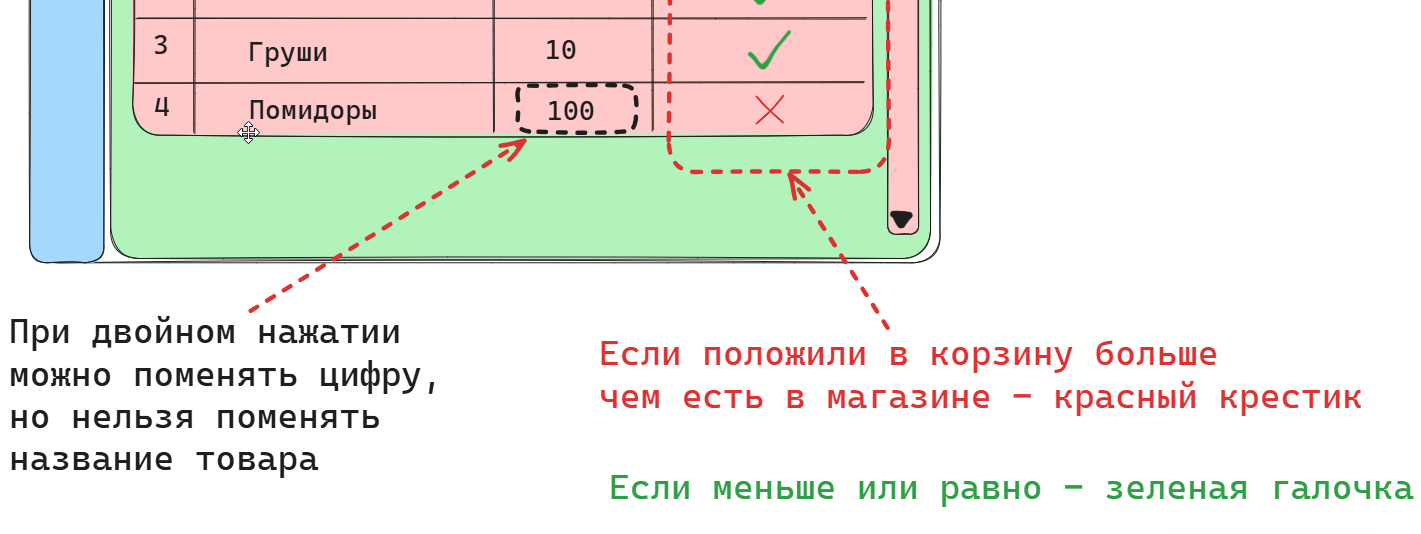 3 Груши 10
4 Помидоры 100
При двойном нажатии
можно поменять цифру,
но нельзя поменять
название товара
Если положили в корзину больше
чем есть в магазине - красный крестик
Если меньше или равно - зеленая галочка